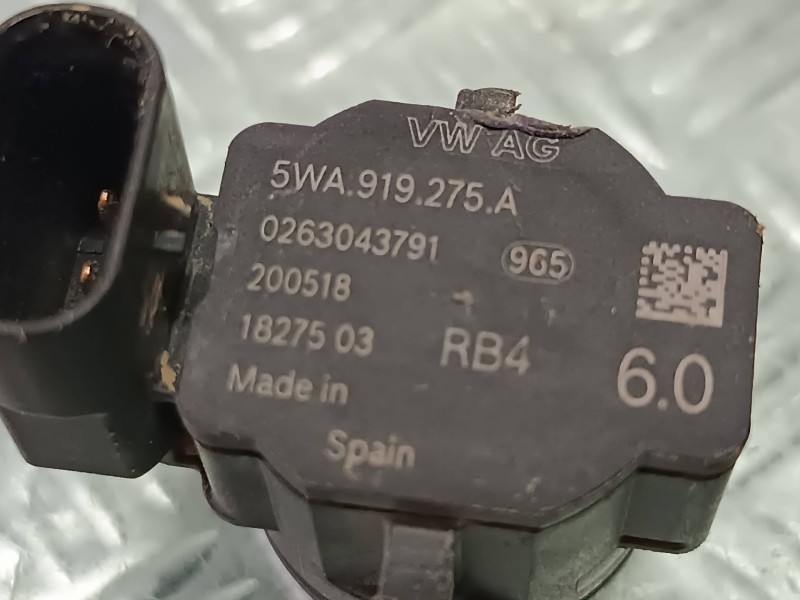 VW AG
5WA.919.275.A
0263043791 965
200518
18275 03 RB4 6.0
Made in
Spain